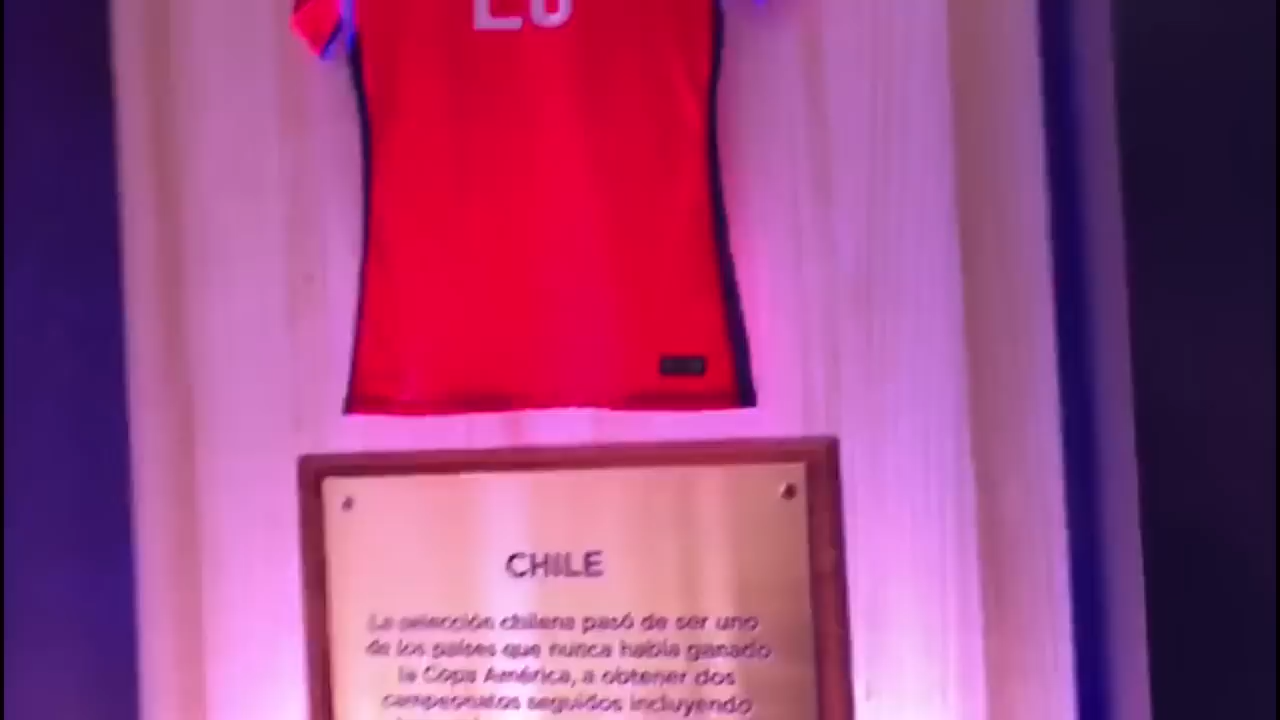 20
CHILE
La selección chilena pasó de ser uno
de los países que nunca había ganado
la Copa América, a obtener dos
campeonatos seguidos incluyendo